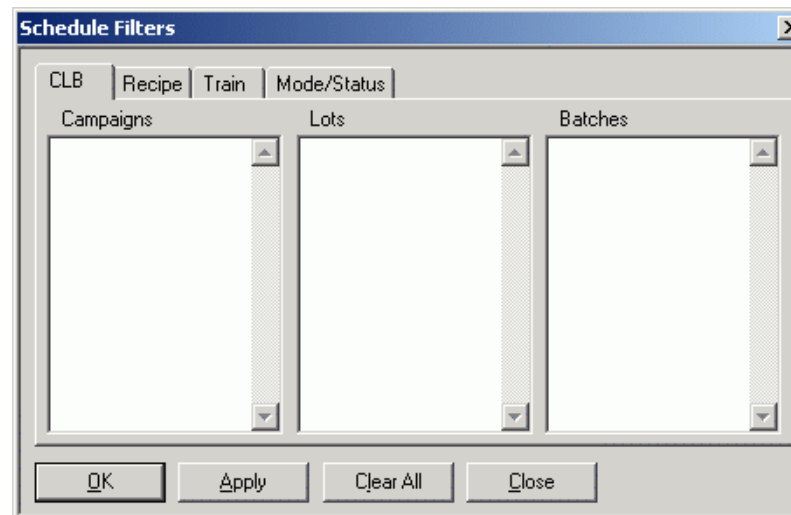 Schedule Filters
CLB Recipe Train Mode/Status
Campaigns Lots Batches
OK Apply Clear All Close